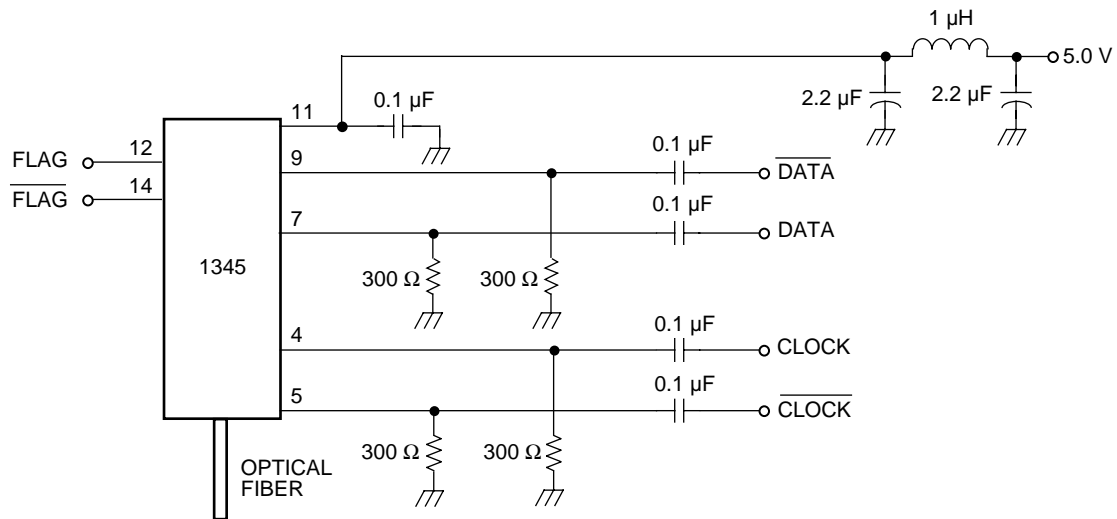 1 µH
5.0 V
2.2 µF
2.2 µF
0.1 µF
11
FLAG
12
FLAG
14
9
0.1 µF
DATA
7
0.1 µF
DATA
1345
300 Ω
300 Ω
4
0.1 µF
CLOCK
5
0.1 µF
CLOCK
300 Ω
300 Ω
OPTICAL
FIBER